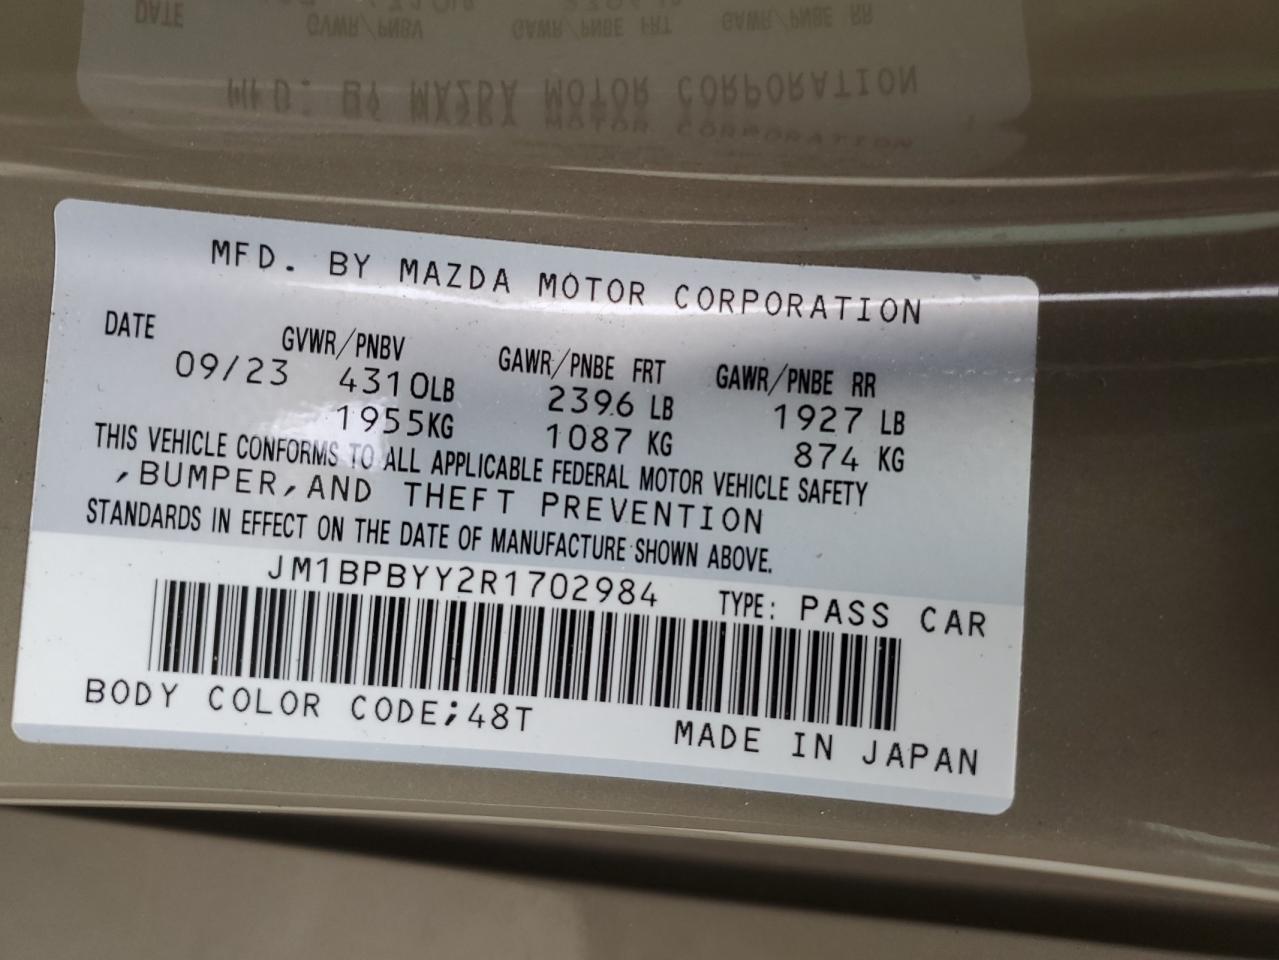 MFD. BY MAZDA MOTOR CORPORATION
DATE GVWR/PNBV GAWR/PNBE FRT GAWR/PNBE RR
09/23 4310LB 2396 LB 1927 LB
1955KG 1087 KG 874 KG
THIS VEHICLE CONFORMS TO ALL APPLICABLE FEDERAL MOTOR VEHICLE SAFETY
,BUMPER,AND THEFT PREVENTION
STANDARDS IN EFFECT ON THE DATE OF MANUFACTURE SHOWN ABOVE.
JM1BPBYY2R1702984 TYPE: PASS CAR
BODY COLOR CODE;48T MADE IN JAPAN